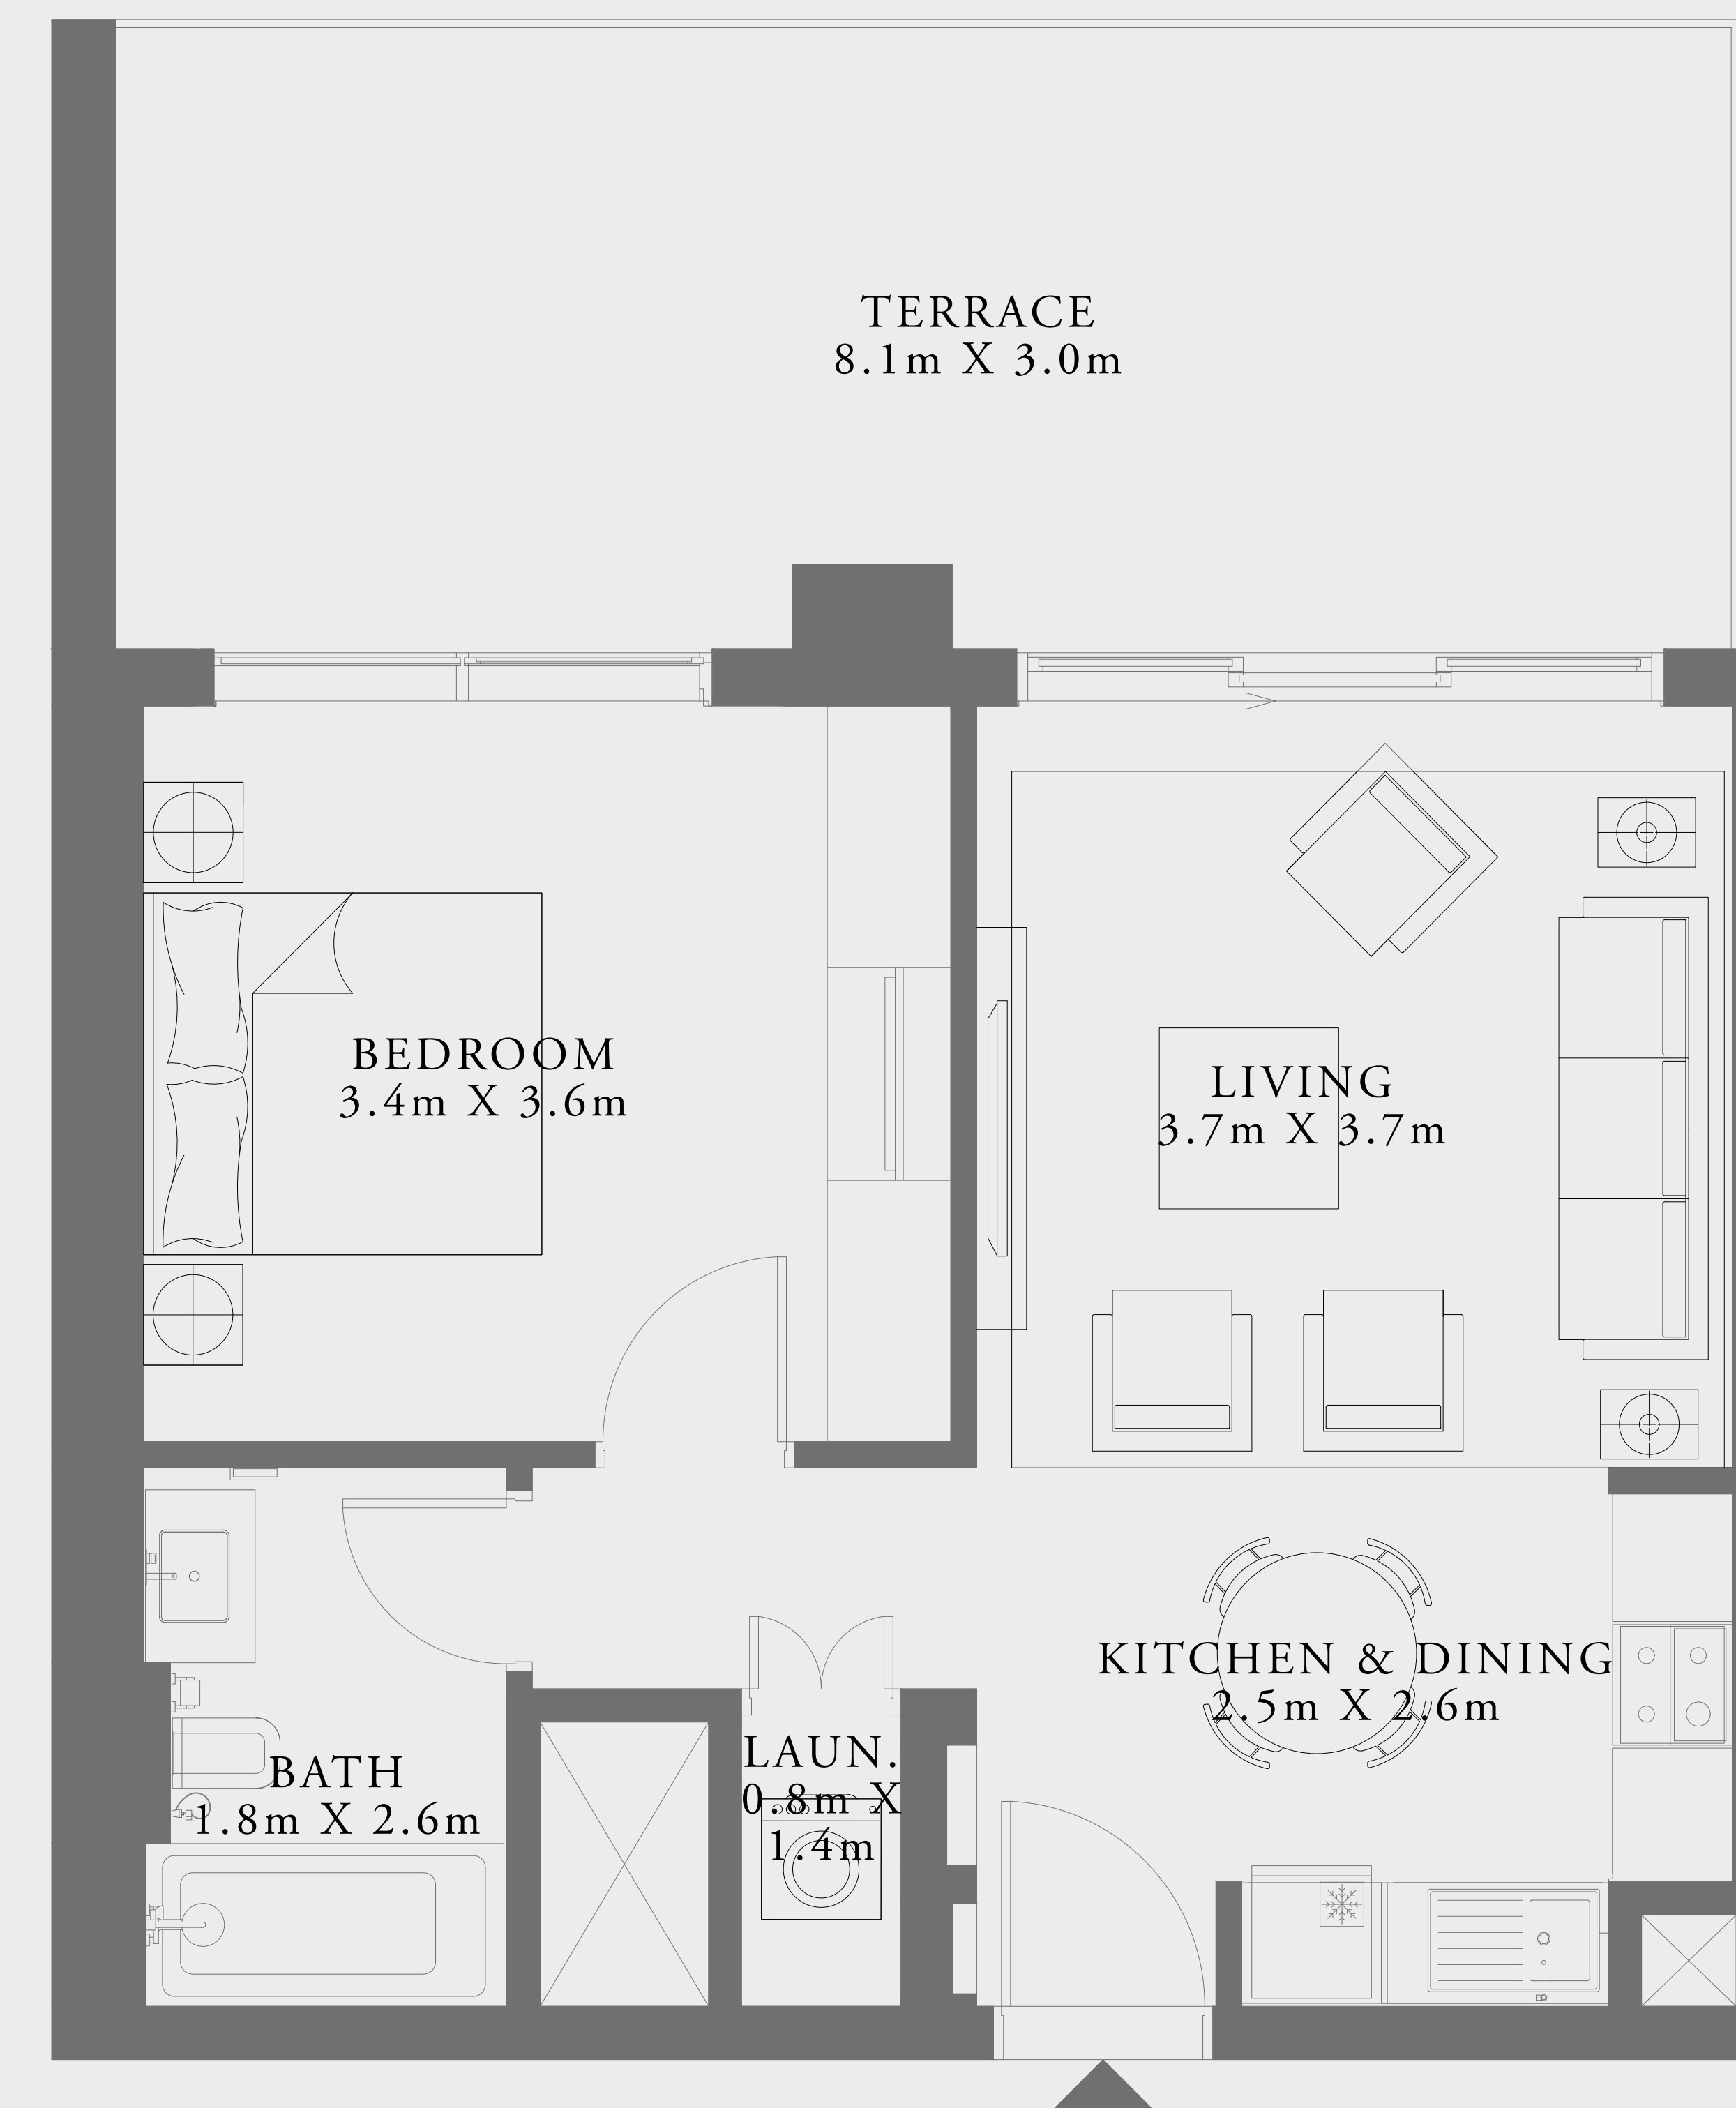 TERRACE
8.1m X 3.0m
BEDROOM
3.4m X 3.6m
LIVING
3.7m X 3.7m
KITCHEN & DINING
2.5m X 2.6m
LAUN.
0.8m X
1.4m
BATH
1.8m X 2.6m